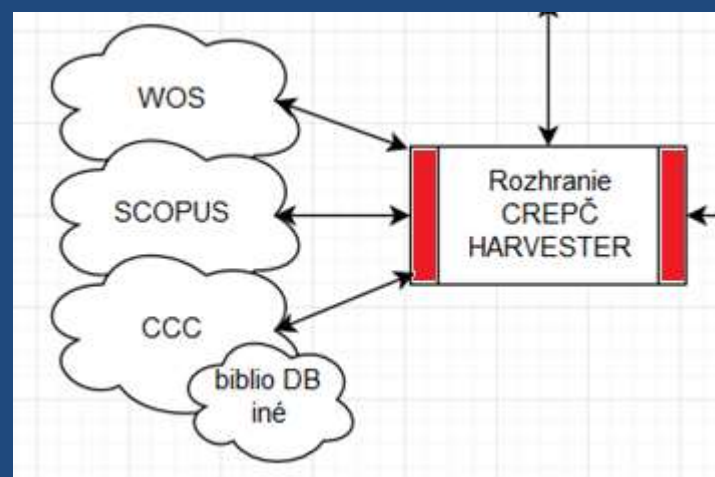 WOS
SCOPUS
CCC
biblio DB
iné
Rozhranie
CREPČ
HARVESTER